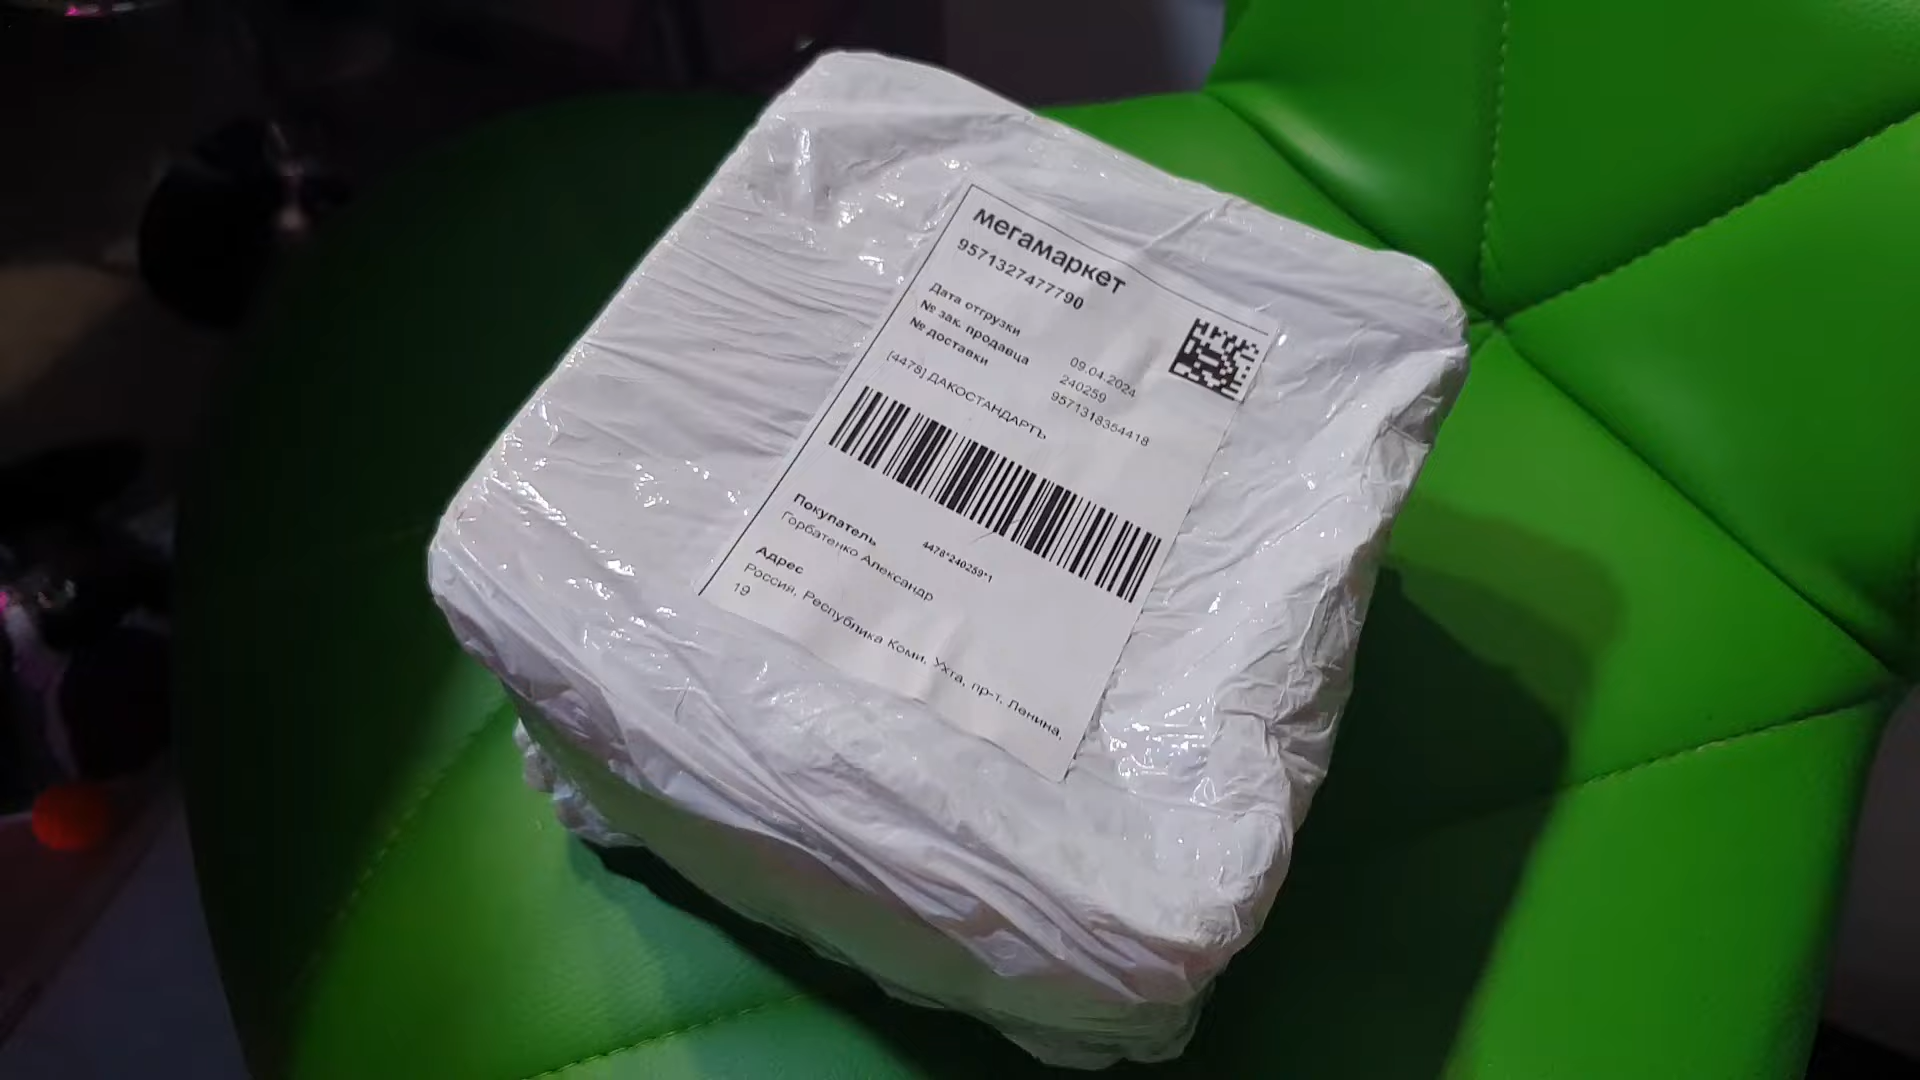 мегамаркет
9571327477790
Дата отгрузки 09.04.2024
№ зак. продавца 240259
№ доставки 9571318354418
[4478] ДАКОСТАНДАРТЪ
4478*240259*1
Покупатель
Горбатенко Александр
Адрес
Россия, Республика Коми, Ухта, пр-т. Ленина,
19